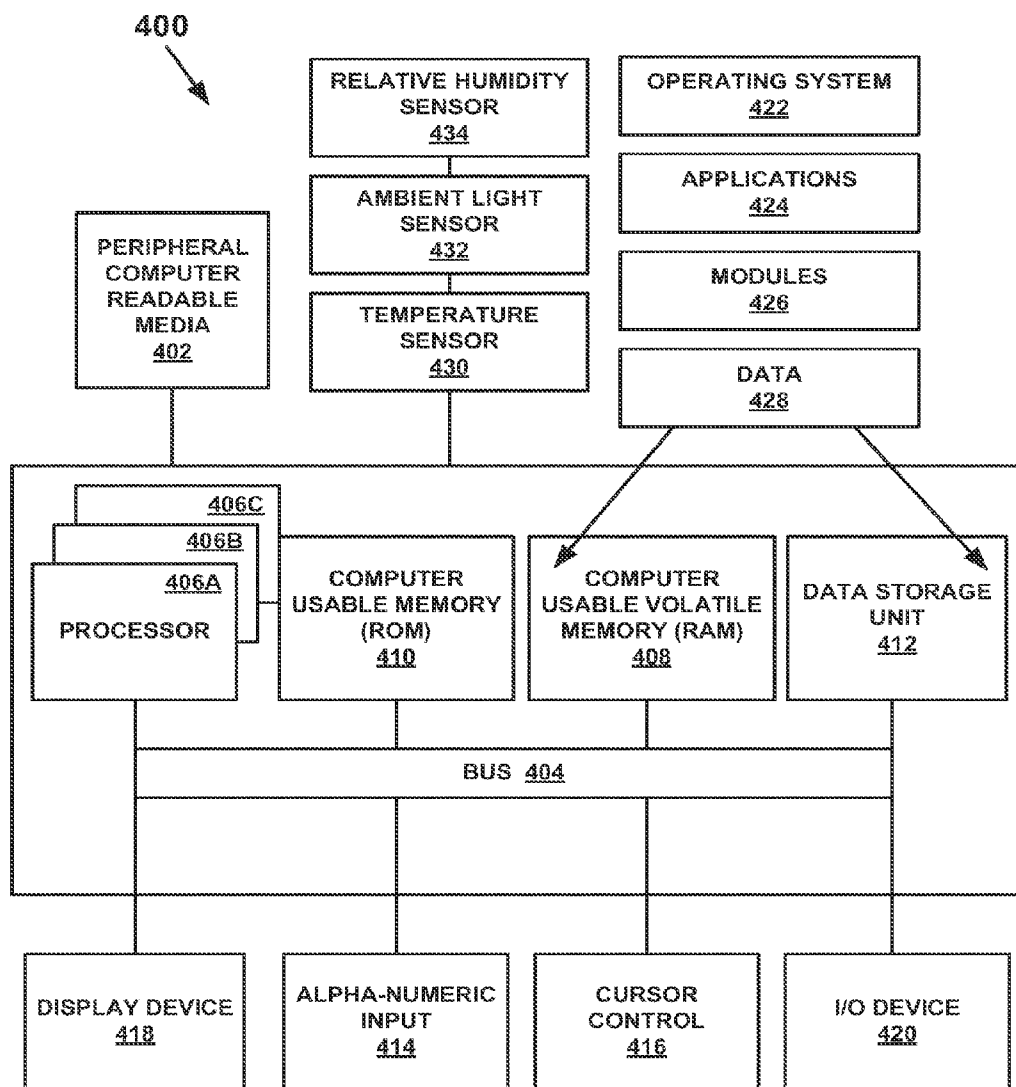 400
RELATIVE HUMIDITY
SENSOR
434
OPERATING SYSTEM
422
AMBIENT LIGHT
SENSOR
432
APPLICATIONS
424
PERIPHERAL
COMPUTER
READABLE
MEDIA
402
TEMPERATURE
SENSOR
430
MODULES
426
DATA
428
406C
406B
406A
PROCESSOR
COMPUTER
USABLE MEMORY
(ROM)
410
COMPUTER
USABLE VOLATILE
MEMORY (RAM)
408
DATA STORAGE
UNIT
412
BUS 404
DISPLAY DEVICE
418
ALPHA-NUMERIC
INPUT
414
CURSOR
CONTROL
416
I/O DEVICE
420